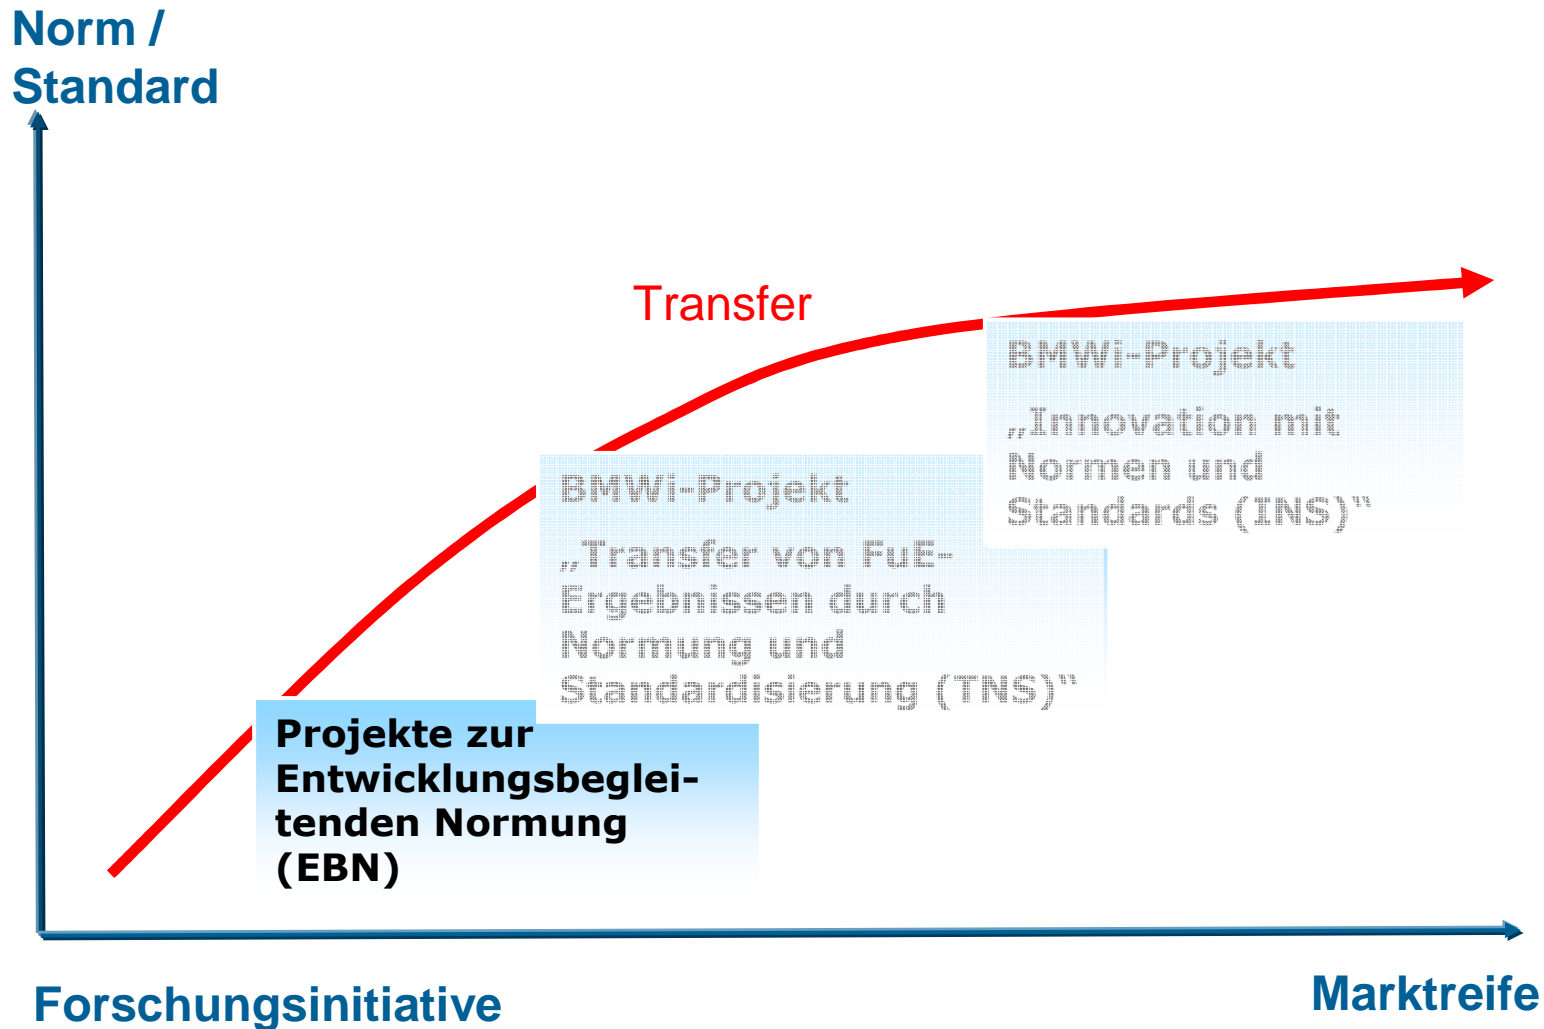 Norm /
Standard
Transfer
BMWi-Projekt
„Innovation mit
Normen und
Standards (INS)“
BMWi-Projekt
„Transfer von FuE-
Ergebnissen durch
Normung und
Standardisierung (TNS)“
Projekte zur
Entwicklungsbeglei-
tenden Normung
(EBN)
Forschungsinitiative
Marktreife